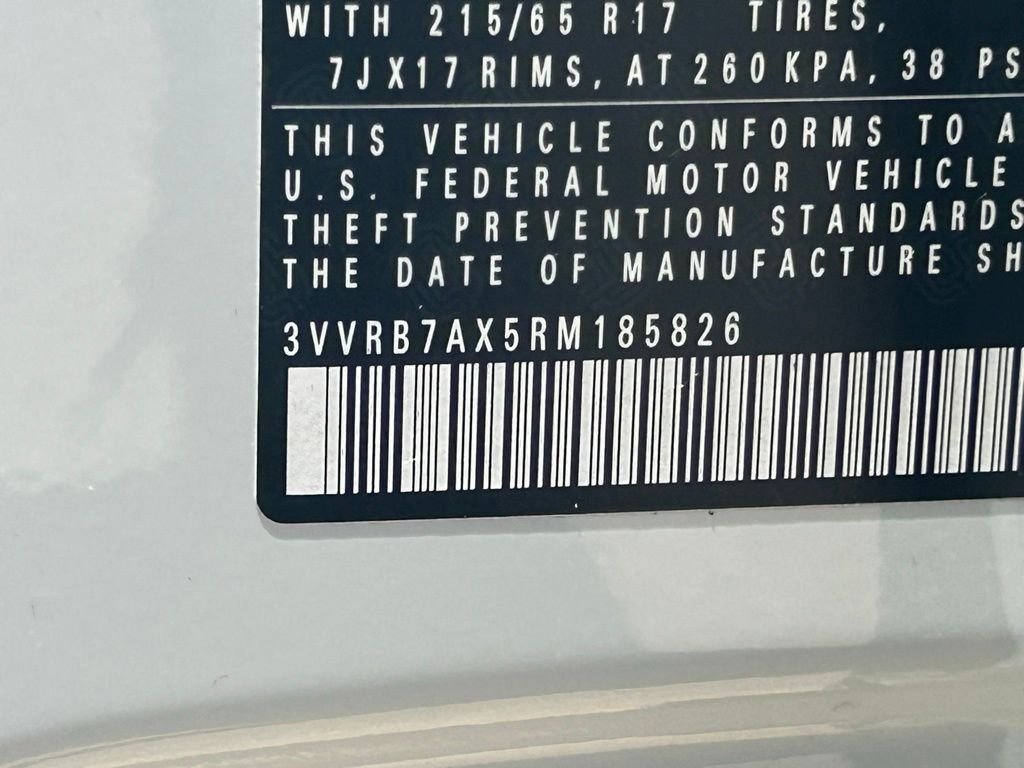 WITH 215/65 R17 TIRES,
7JX17 RIMS, AT 260 KPA, 38 PS
THIS VEHICLE CONFORMS TO A
U.S. FEDERAL MOTOR VEHICLE
THEFT PREVENTION STANDARDS
THE DATE OF MANUFACTURE SH
3VVRB7AX5RM185826